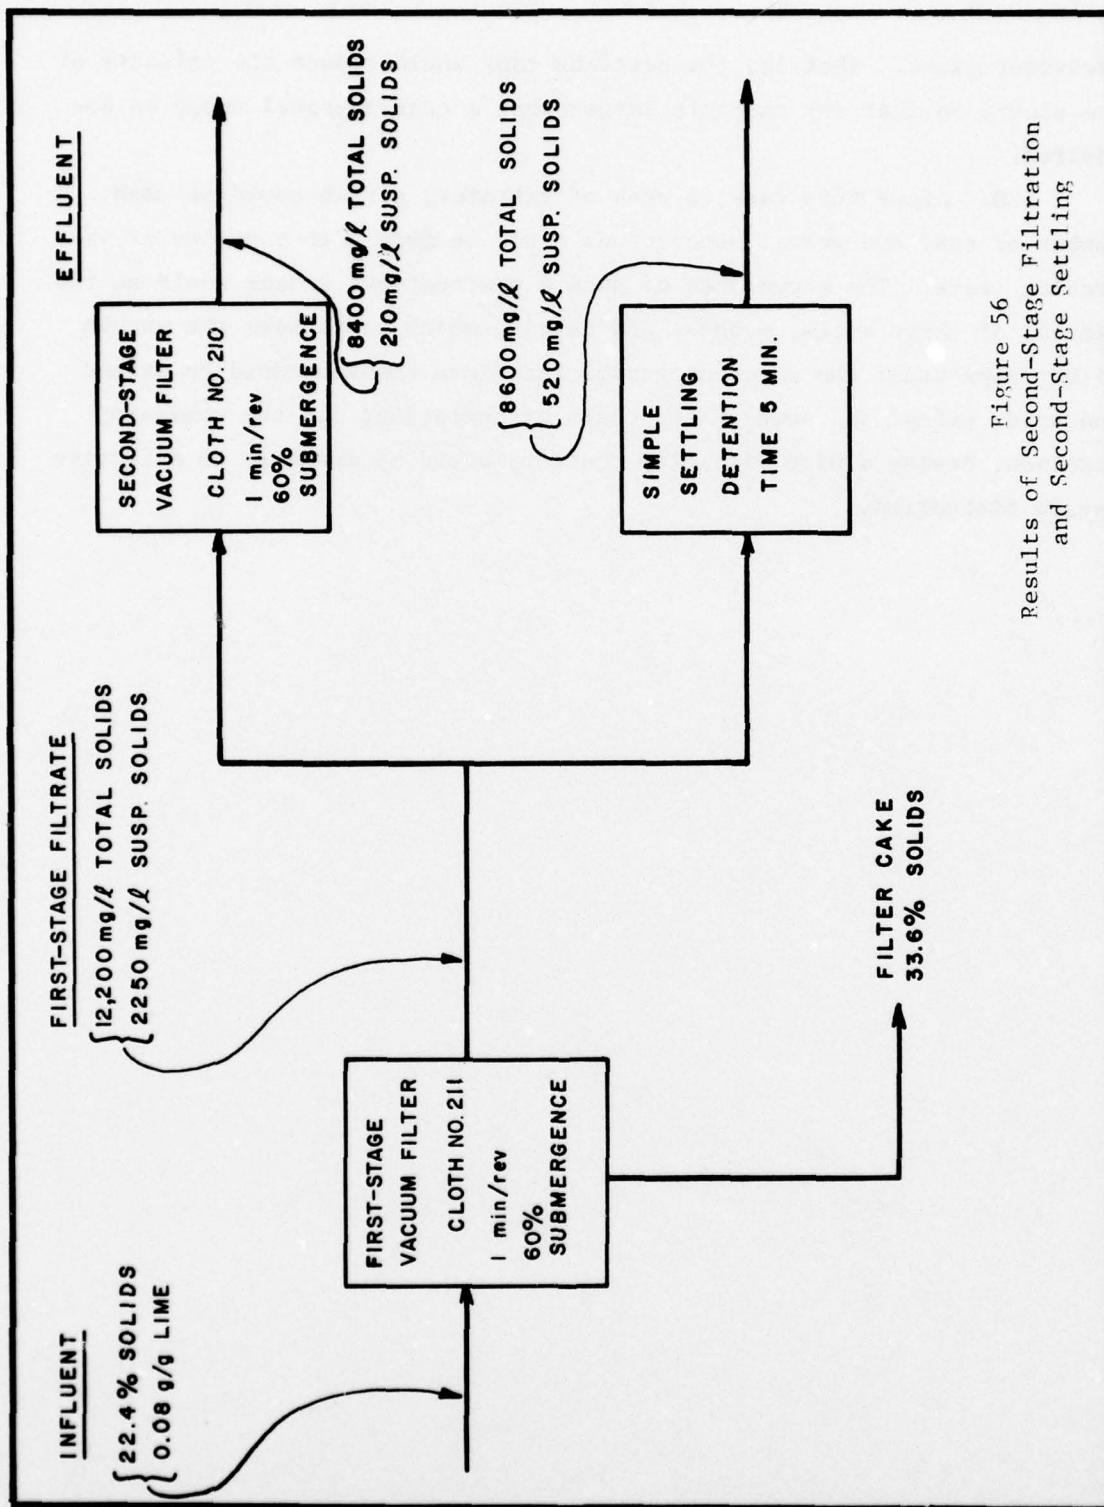 INFLUENT
22.4% SOLIDS
0.08 g/g LIME
FIRST-STAGE
VACUUM FILTER
CLOTH NO. 211
1 min/rev
60%
SUBMERGENCE
FIRST-STAGE FILTRATE
12,200 mg/l TOTAL SOLIDS
2250 mg/l SUSP. SOLIDS
FILTER CAKE
33.6% SOLIDS
SECOND-STAGE
VACUUM FILTER
CLOTH NO. 210
1 min/rev
60%
SUBMERGENCE
EFFLUENT
8400 mg/l TOTAL SOLIDS
210 mg/l SUSP. SOLIDS
8600 mg/l TOTAL SOLIDS
520 mg/l SUSP. SOLIDS
SIMPLE
SETTLING
DETENTION
TIME 5 MIN.
Figure 56
Results of Second-Stage Filtration
and Second-Stage Settling